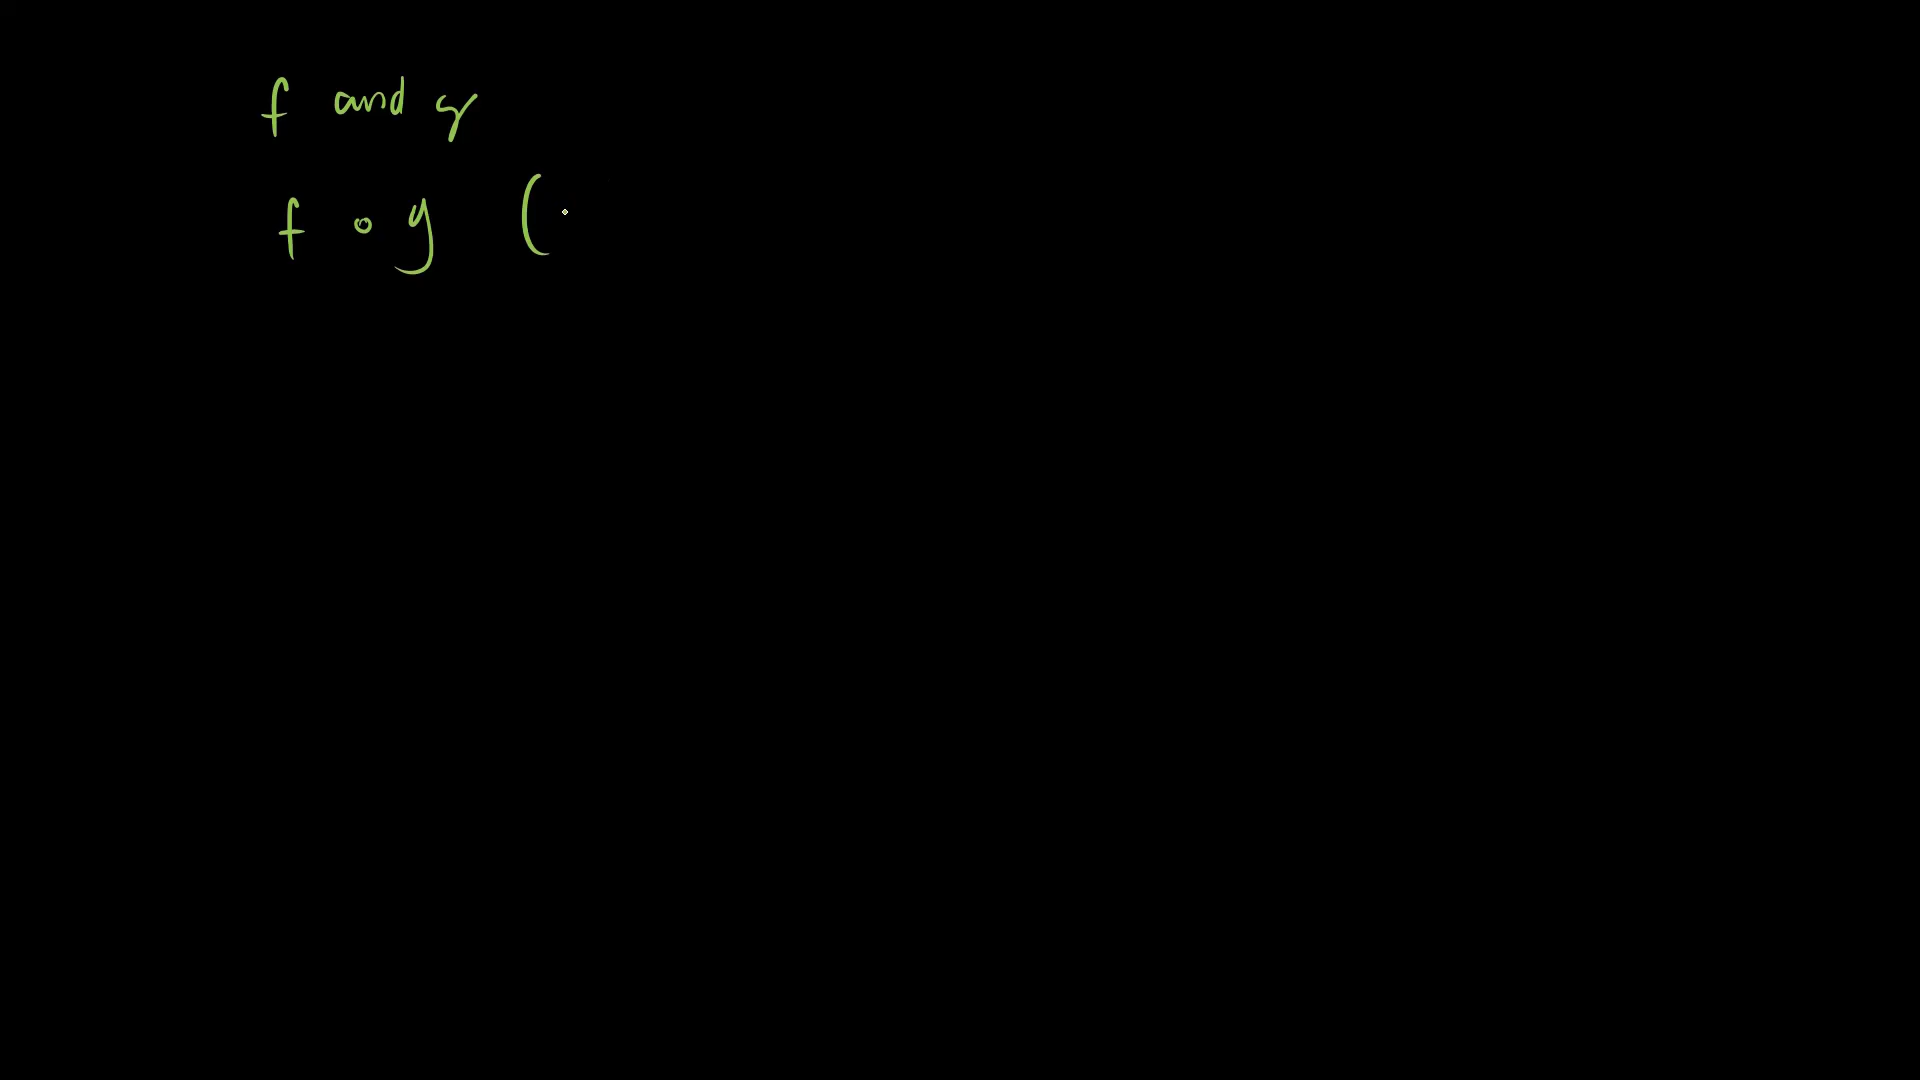 f and g
f ∘ g (